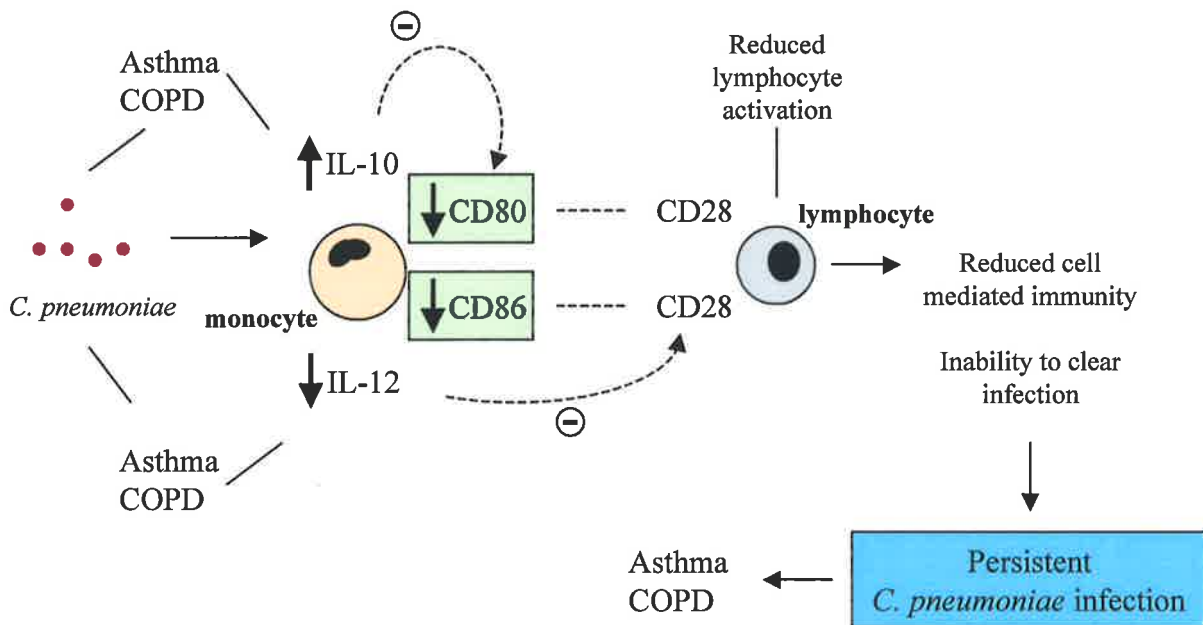 Asthma
COPD
Reduced
lymphocyte
activation
IL-10
CD80
CD28
lymphocyte
C. pneumoniae
monocyte
CD86
CD28
Reduced cell
mediated immunity
IL-12
Inability to clear
infection
Asthma
COPD
Asthma
COPD
Persistent
C. pneumoniae infection